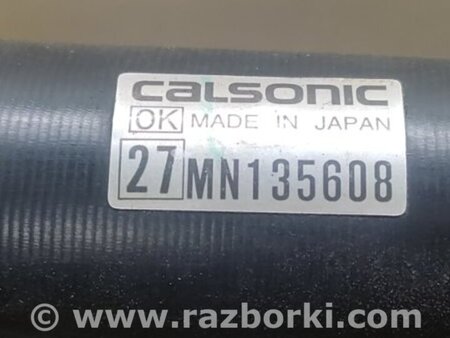 CALSONIC
OK MADE IN JAPAN
27 MN135608
© www.razborki.com